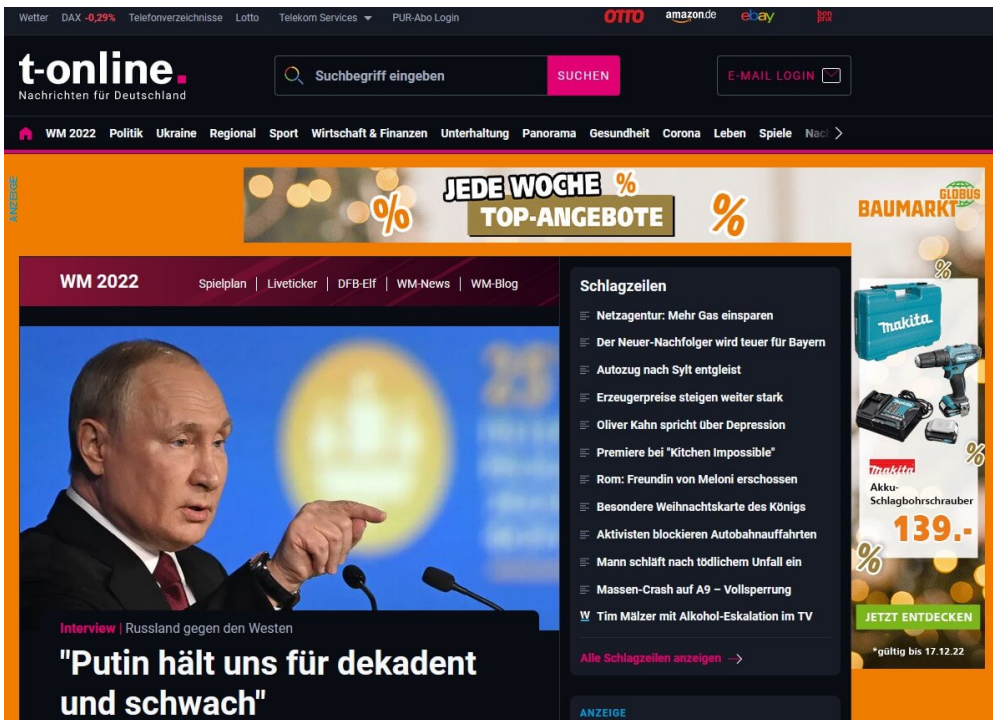 Wetter DAX -0,29% Telefonverzeichnisse Lotto Telekom Services PUR-Abo Login OTTO amazon.de ebay bon prix
t-online.
Nachrichten für Deutschland
Suchbegriff eingeben SUCHEN E-MAIL LOGIN
WM 2022 Politik Ukraine Regional Sport Wirtschaft & Finanzen Unterhaltung Panorama Gesundheit Corona Leben Spiele
ANZEIGE
JEDE WOCHE %
% TOP-ANGEBOTE %
GLOBUS
BAUMARKT
WM 2022 Spielplan | Liveticker | DFB-Elf | WM-News | WM-Blog
Interview | Russland gegen den Westen
"Putin hält uns für dekadent
und schwach"
Schlagzeilen
Netzagentur: Mehr Gas einsparen
Der Neuer-Nachfolger wird teuer für Bayern
Autozug nach Sylt entgleist
Erzeugerpreise steigen weiter stark
Oliver Kahn spricht über Depression
Premiere bei "Kitchen Impossible"
Rom: Freundin von Meloni erschossen
Besondere Weihnachtskarte des Königs
Aktivisten blockieren Autobahnauffahrten
Mann schläft nach tödlichem Unfall ein
Massen-Crash auf A9 – Vollsperrung
W Tim Mälzer mit Alkohol-Eskalation im TV
Alle Schlagzeilen anzeigen
ANZEIGE
%
makita
%
makita
Akku-
Schlagbohrschrauber
139.-
%
JETZT ENTDECKEN
*gültig bis 17.12.22